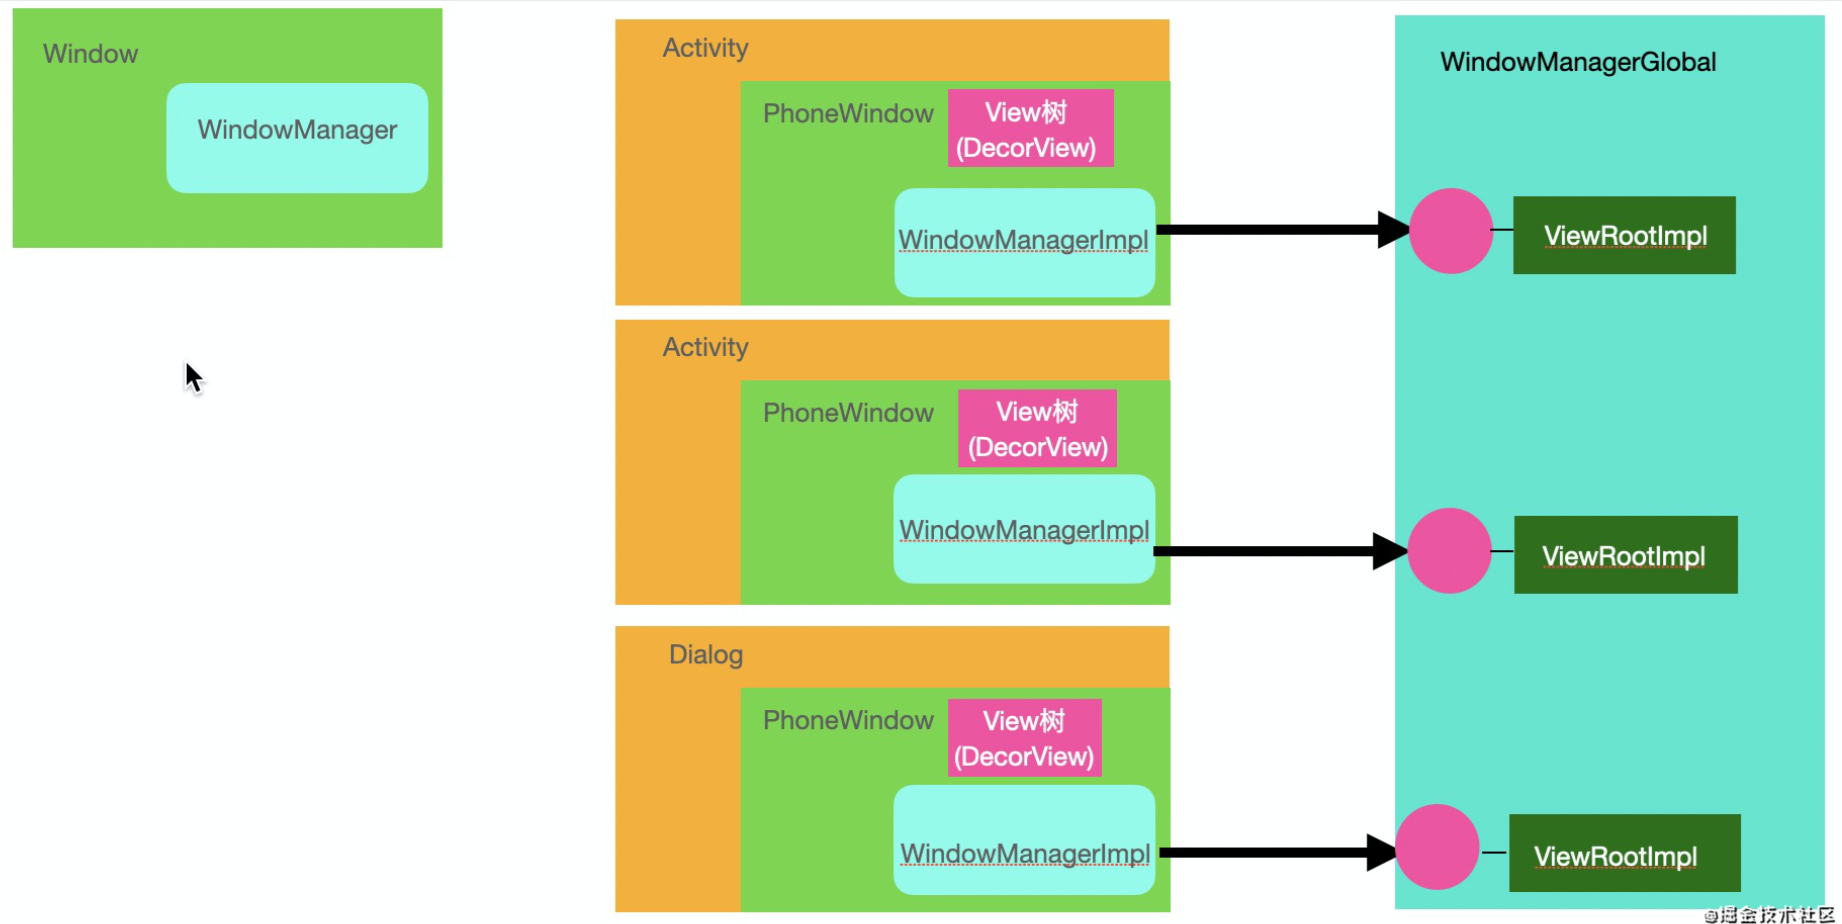 Window
WindowManager
Activity
PhoneWindow
View树
(DecorView)
WindowManagerImpl
Activity
PhoneWindow
View树
(DecorView)
WindowManagerImpl
Dialog
PhoneWindow
View树
(DecorView)
WindowManagerImpl
WindowManagerGlobal
ViewRootImpl
ViewRootImpl
ViewRootImpl
@掘金技术社区